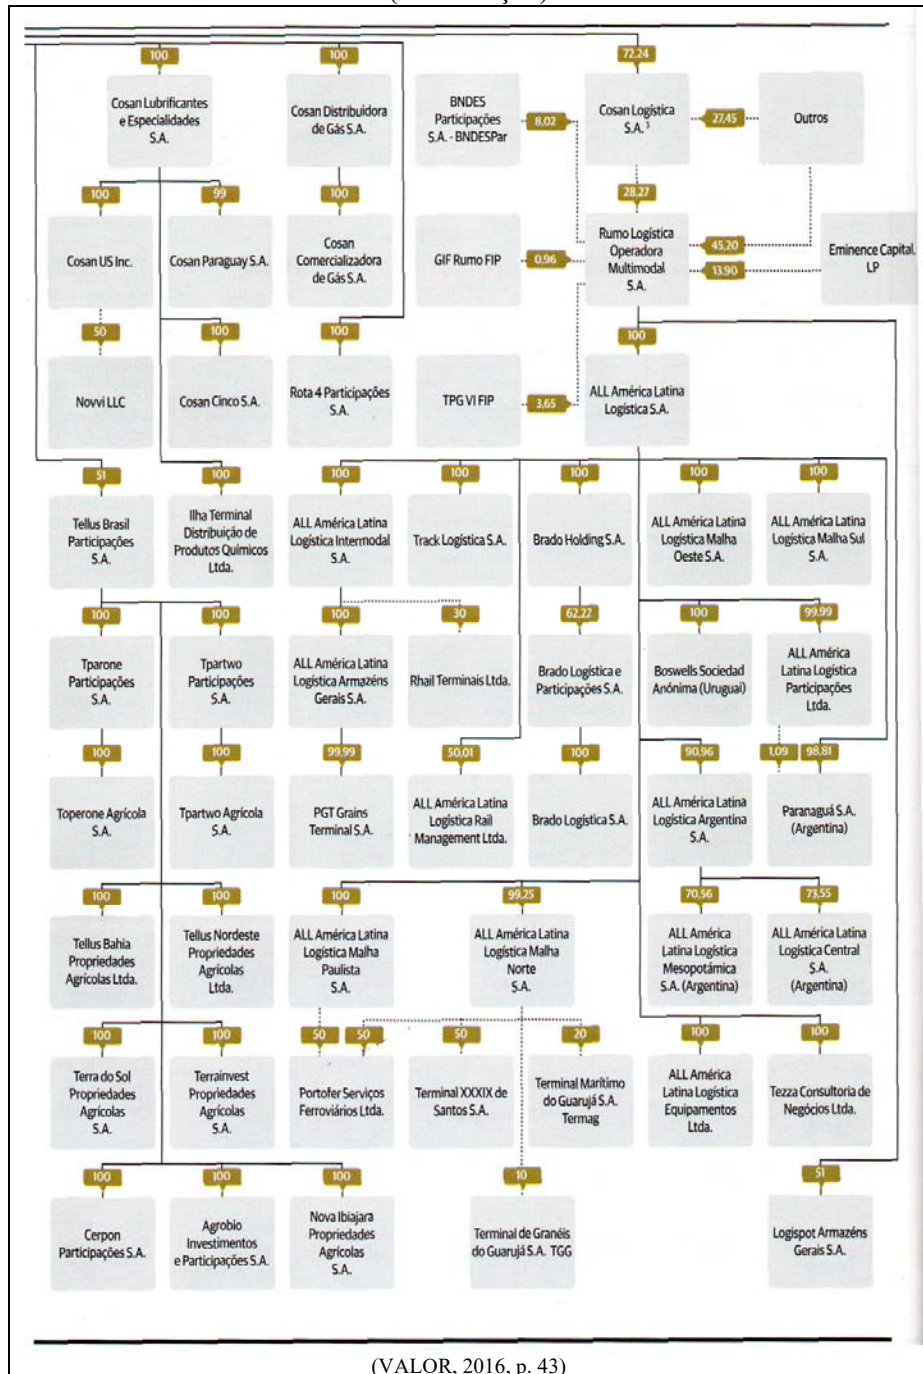 100
100
72,24
Cosan Lubrificantes
e Especialidades
S.A.
Cosan Distribuidora
de Gás S.A.
BNDES
Participações
S.A. - BNDESPar
8,02
Cosan Logística
S.A.³
27,45
Outros
100
99
100
28,27
Cosan US Inc.
Cosan Paraguay S.A.
Cosan
Comercializadora
de Gás S.A.
GIF Rumo FIP
0,96
Rumo Logística
Operadora
Multimodal
S.A.
45,20
13,90
Eminence Capital,
LP
50
100
100
100
Novvi LLC
Cosan Cinco S.A.
Rota 4 Participações
S.A.
TPG VI FIP
3,65
ALL América Latina
Logística S.A.
51
100
100
100
100
100
100
Tellus Brasil
Participações
S.A.
Ilha Terminal
Distribuição de
Produtos Químicos
Ltda.
ALL América Latina
Logística Intermodal
S.A.
Track Logística S.A.
Brado Holding S.A.
ALL América Latina
Logística Malha
Oeste S.A.
ALL América Latina
Logística Malha Sul
S.A.
100
100
100
30
62,22
100
99,99
Tparone
Participações
S.A.
Tpartwo
Participações
S.A.
ALL América Latina
Logística Armazéns
Gerais S.A.
Rhail Terminais Ltda.
Brado Logística e
Participações S.A.
Boswells Sociedad
Anónima (Uruguai)
ALL América
Latina Logística
Participações
Ltda.
100
100
99,99
50,01
100
90,96
1,09
98,81
Toperone Agrícola
S.A.
Tpartwo Agrícola
S.A.
PGT Grains
Terminal S.A.
ALL América Latina
Logística Rail
Management Ltda.
Brado Logística S.A.
ALL América Latina
Logística Argentina
S.A.
Paranaguá S.A.
(Argentina)
100
100
100
99,25
70,56
73,55
Tellus Bahia
Propriedades
Agrícolas Ltda.
Tellus Nordeste
Propriedades
Agrícolas
Ltda.
ALL América Latina
Logística Malha
Paulista
S.A.
ALL América Latina
Logística Malha
Norte
S.A.
ALL América
Latina Logística
Mesopotámica
S.A. (Argentina)
ALL América Latina
Logística Central
S.A.
(Argentina)
100
100
50
50
50
20
100
100
Terra do Sol
Propriedades
Agrícolas
S.A.
Terrainvest
Propriedades
Agrícolas
S.A.
Portofer Serviços
Ferroviários Ltda.
Terminal XXXIX de
Santos S.A.
Terminal Marítimo
do Guarujá S.A.
Termag
ALL América
Latina Logística
Equipamentos
Ltda.
Tezza Consultoria de
Negócios Ltda.
100
100
100
10
51
Cerpon
Participações S.A.
Agrobio
Investimentos
e Participações S.A.
Nova Ibiajara
Propriedades
Agrícolas
S.A.
Terminal de Granéis
do Guarujá S.A. TGG
Logispot Armazéns
Gerais S.A.
(VALOR, 2016, p. 43)